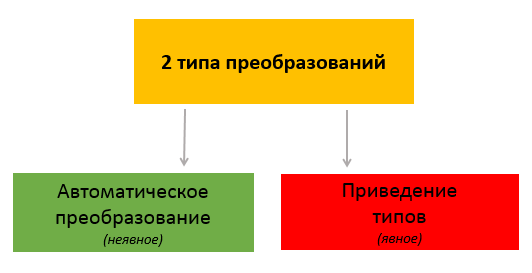 2 типа преобразований
Автоматическое
преобразование
(неявное)
Приведение
типов
(явное)